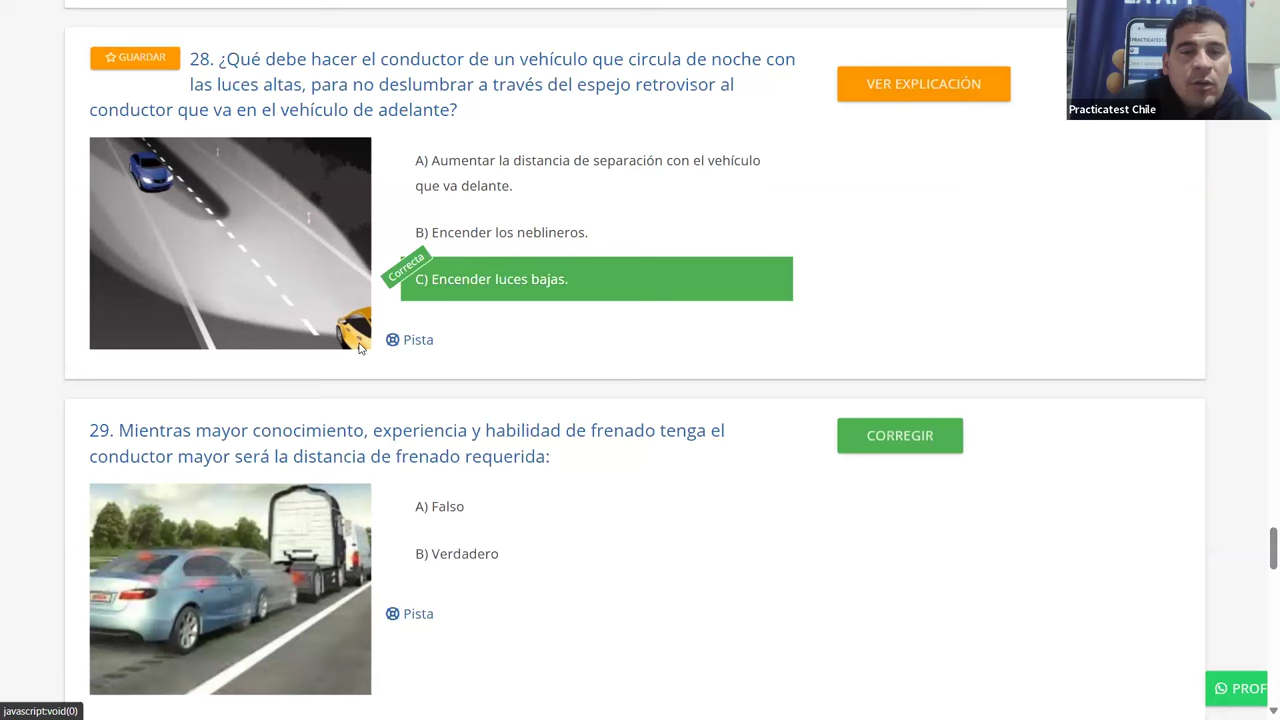 GUARDAR
28. ¿Qué debe hacer el conductor de un vehículo que circula de noche con
las luces altas, para no deslumbrar a través del espejo retrovisor al
conductor que va en el vehículo de adelante?
VER EXPLICACIÓN
Practicatest Chile
A) Aumentar la distancia de separación con el vehículo
que va delante.
B) Encender los neblineros.
Correcta
C) Encender luces bajas.
Pista
29. Mientras mayor conocimiento, experiencia y habilidad de frenado tenga el
conductor mayor será la distancia de frenado requerida:
CORREGIR
A) Falso
B) Verdadero
Pista
PROF
javascript:void(0)